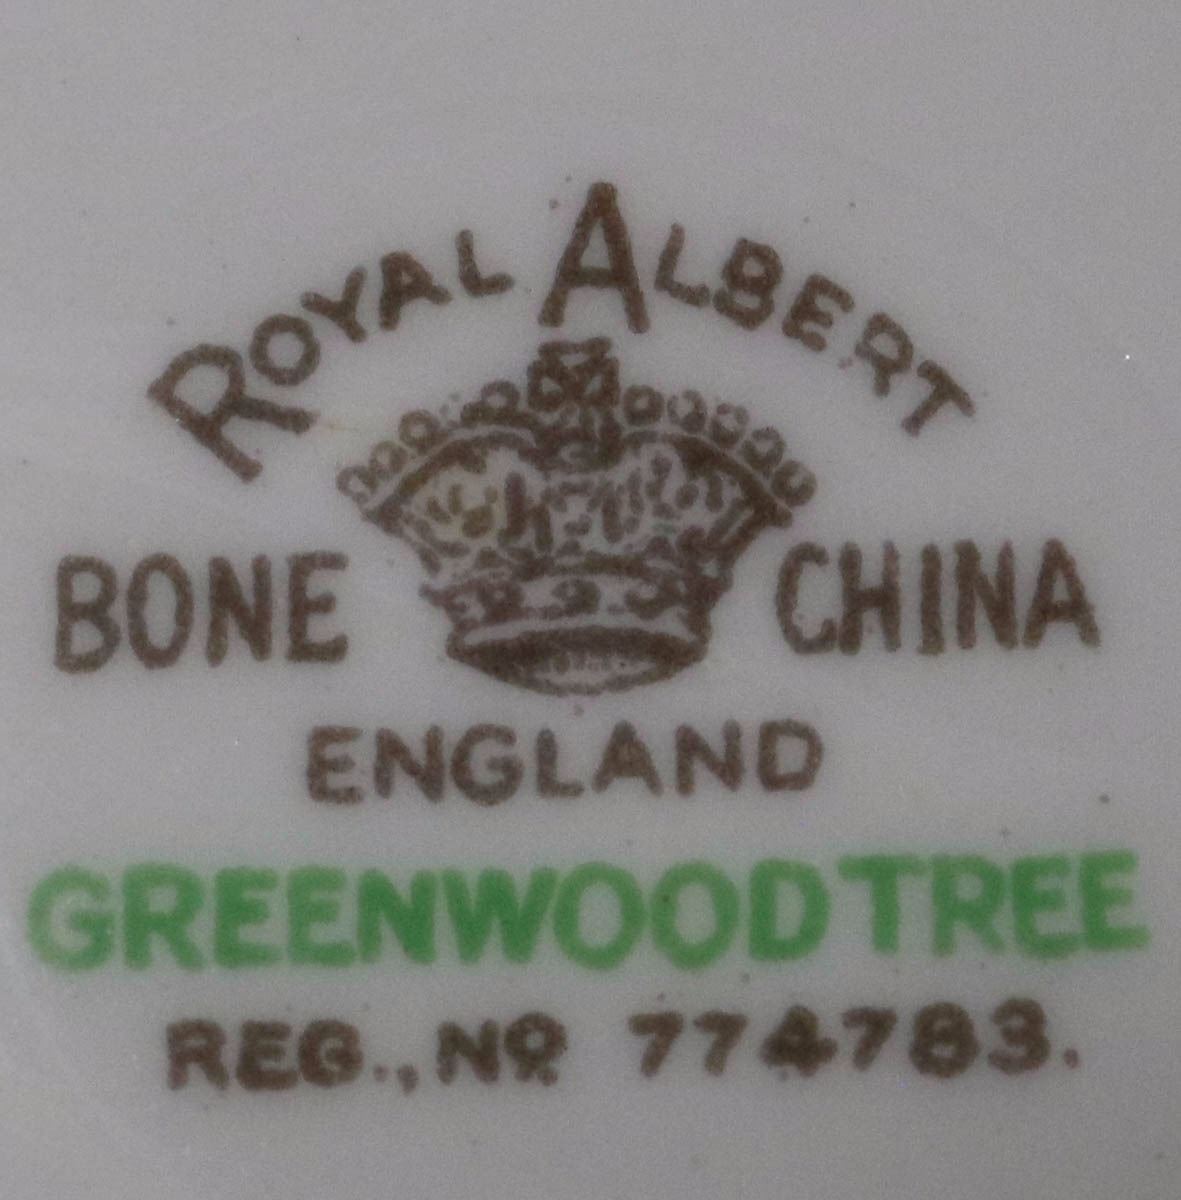 ROYAL ALBERT
BONE CHINA
ENGLAND
GREENWOOD TREE
REG., No 774783.